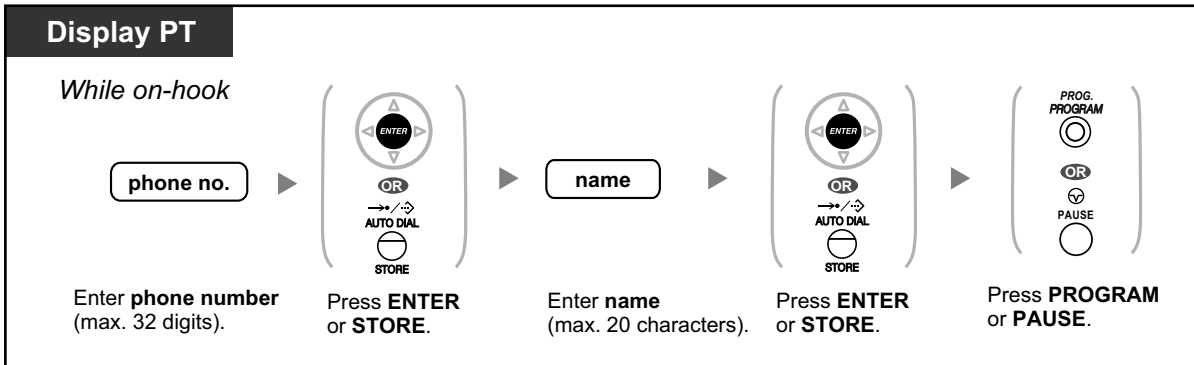 Display PT
While on-hook
phone no.
ENTER
OR
AUTO DIAL
STORE
name
ENTER
OR
AUTO DIAL
STORE
PROG.
PROGRAM
OR
PAUSE
Enter phone number
(max. 32 digits).
Press ENTER
or STORE.
Enter name
(max. 20 characters).
Press ENTER
or STORE.
Press PROGRAM
or PAUSE.